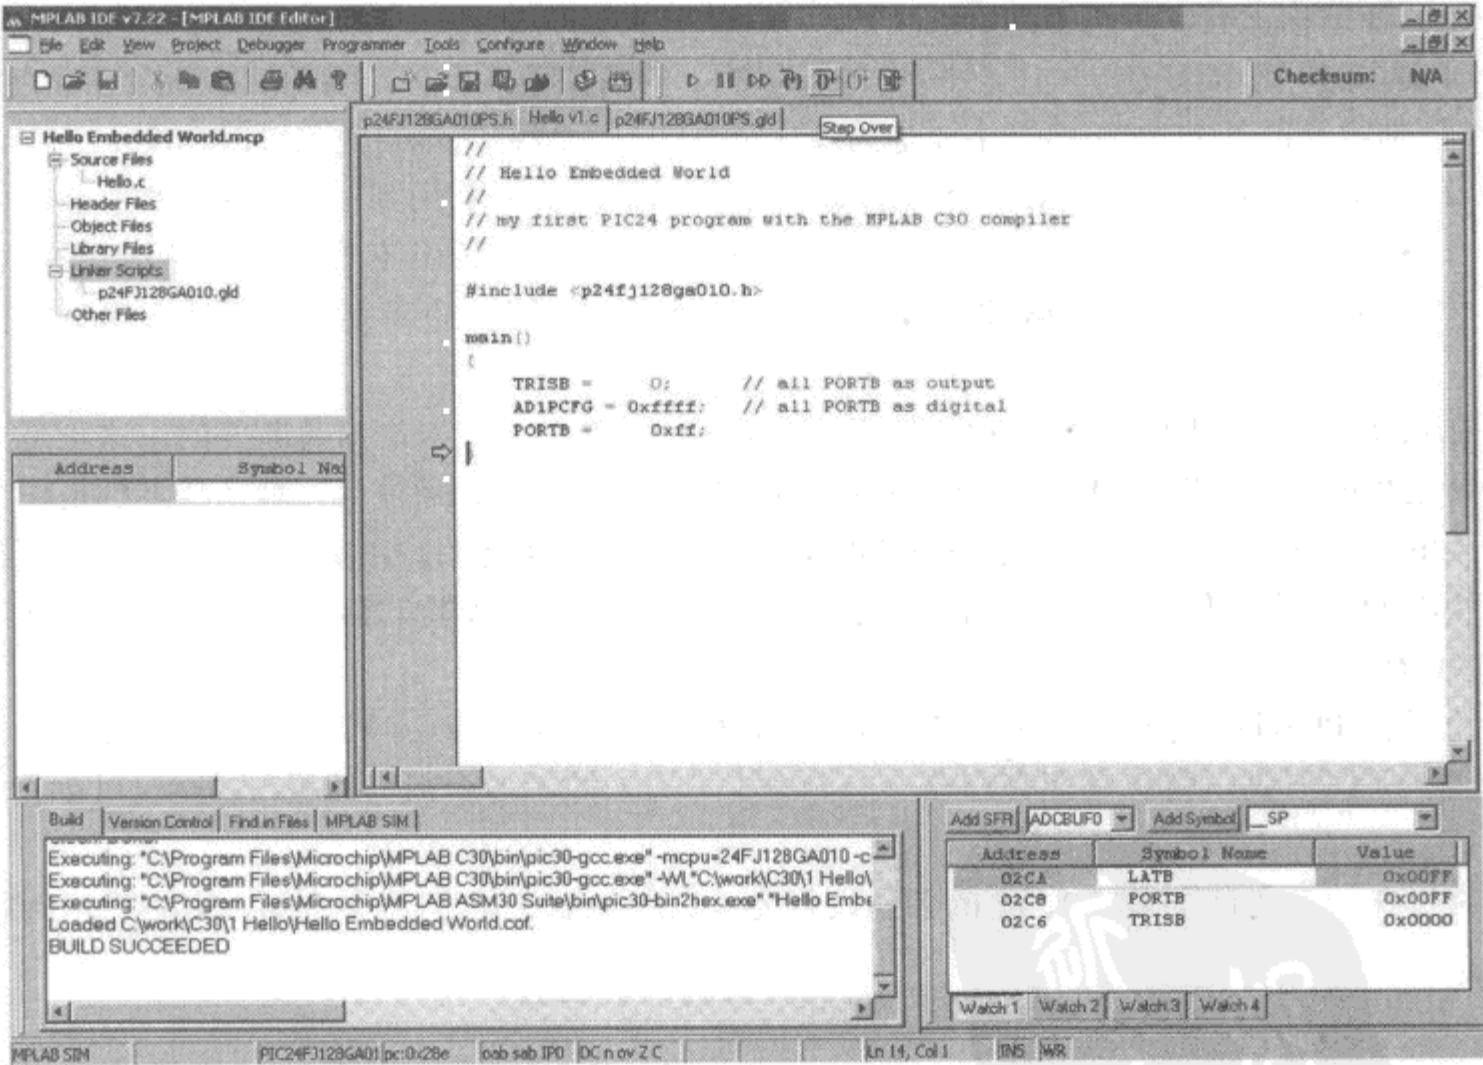 MPLAB IDE v7.22 - [MPLAB IDE Editor]
File Edit View Project Debugger Programmer Tools Configure Window Help
Checksum: N/A
Hello Embedded World.mcp
Source Files
Hello.c
Header Files
Object Files
Library Files
Linker Scripts
p24FJ128GA010.gld
Other Files
Address Symbol Na
p24FJ128GA010PS.h Hello v1.c p24FJ128GA010PS.gld
Step Over
//
// Hello Embedded World
//
// my first PIC24 program with the MPLAB C30 compiler
//
#include <p24fj128ga010.h>
main()
{
TRISB = 0; // all PORTB as output
AD1PCFG = 0xffff; // all PORTB as digital
PORTB = 0xff;
}
Build Version Control Find in Files MPLAB SIM
Executing: "C:\Program Files\Microchip\MPLAB C30\bin\pic30-gcc.exe" -mcpu=24FJ128GA010 -c
Executing: "C:\Program Files\Microchip\MPLAB C30\bin\pic30-gcc.exe" -Wl,"C:\work\C30\1 Hello\
Executing: "C:\Program Files\Microchip\MPLAB ASM30 Suite\bin\pic30-bin2hex.exe" "Hello Embe
Loaded C:\work\C30\1 Hello\Hello Embedded World.cof.
BUILD SUCCEEDED
Add SFR ADCBUF0 Add Symbol __SP
Address Symbol Name Value
02CA LATB 0x00FF
02C8 PORTB 0x00FF
02C6 TRISB 0x0000
Watch 1 Watch 2 Watch 3 Watch 4
MPLAB SIM PIC24FJ128GA01 pc:0x28e oab sab IP0 DC n ov Z C Ln 14, Col 1 INS WR